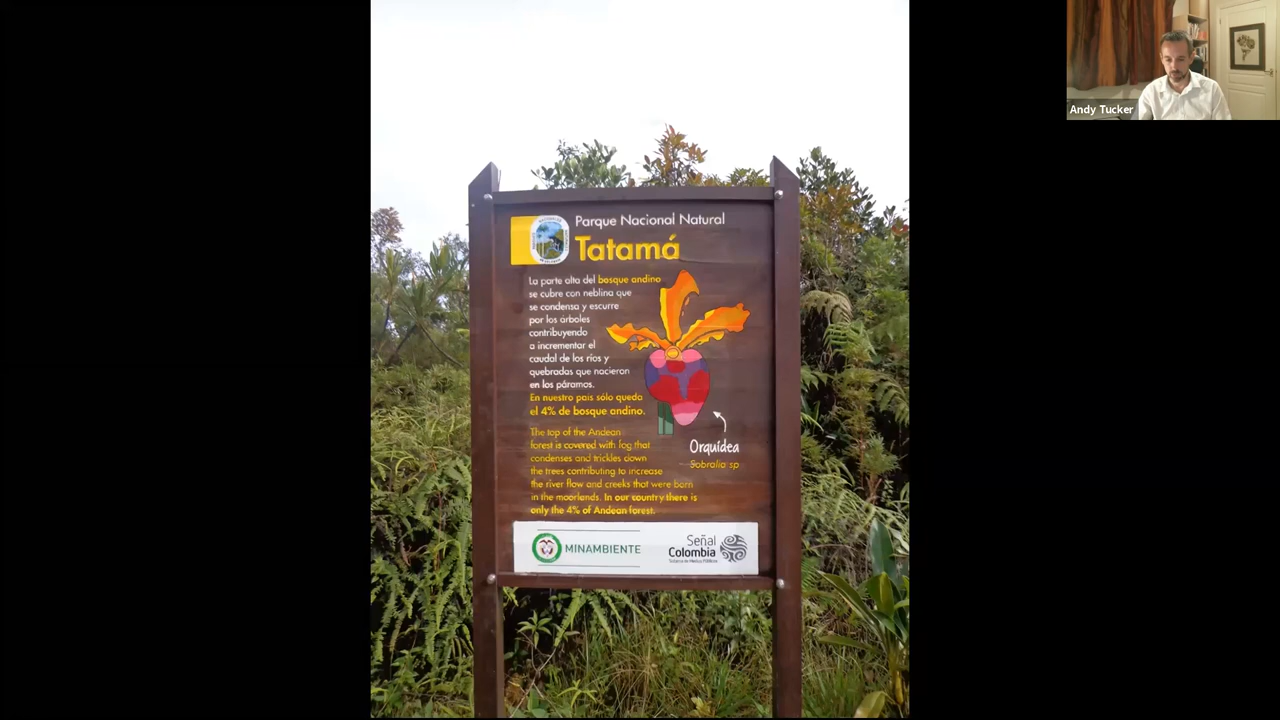 Andy Tucker
Parque Nacional Natural
Tatamá
La parte alta del bosque andino
se cubre con neblina que
se condensa y escurre
por los árboles
contribuyendo
a incrementar el
caudal de los ríos y
quebradas que nacieron
en los páramos.
En nuestro país sólo queda
el 4% de bosque andino.
The top of the Andean
forest is covered with fog that
condenses and trickles down
the trees contributing to increase
the river flow and creeks that were born
in the moorlands. In our country there is
only the 4% of Andean forest.
Orquídea
Sobralia sp
MINAMBIENTE
Señal
Colombia